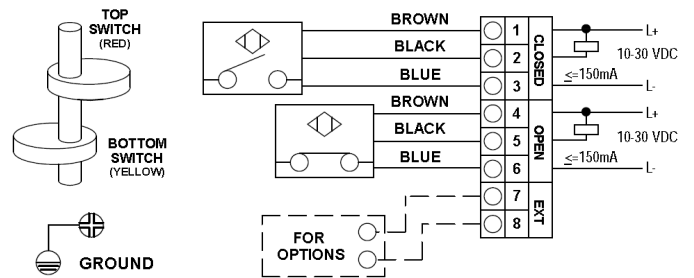 TOP
SWITCH
(RED)
BOTTOM
SWITCH
(YELLOW)
GROUND
BROWN
BLACK
BLUE
BROWN
BLACK
BLUE
FOR
OPTIONS
1
2
3
4
5
6
7
8
CLOSED
OPEN
EXT
L+
10-30 VDC
<=150mA
L-
L+
10-30 VDC
<=150mA
L-